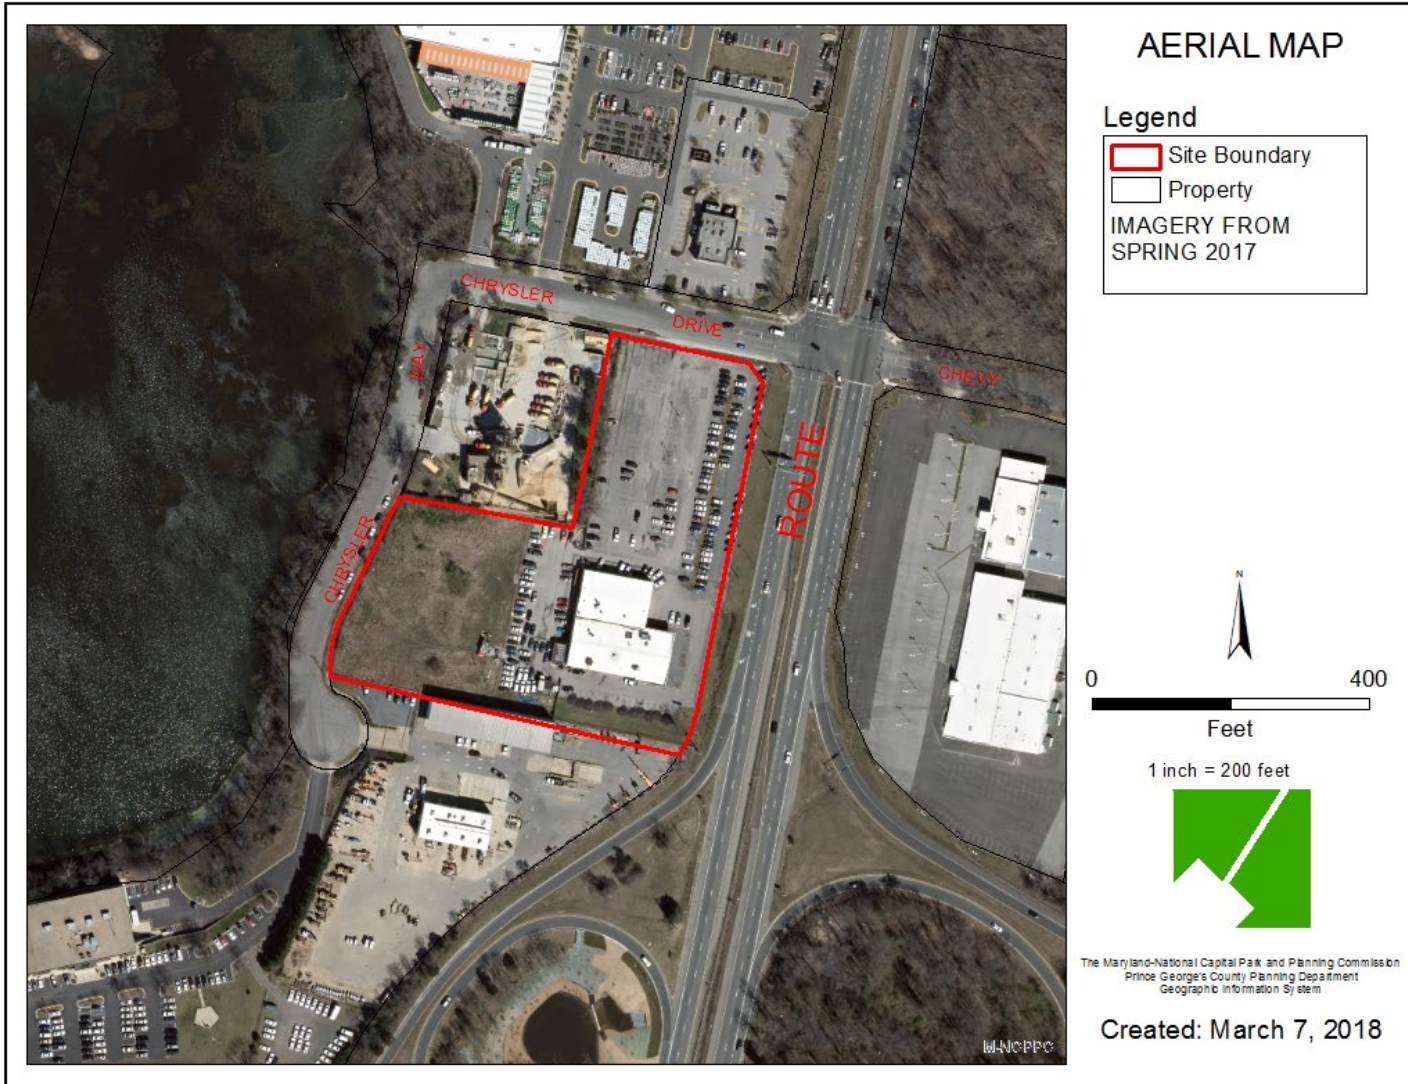 AERIAL MAP
Legend
Site Boundary
Property
IMAGERY FROM
SPRING 2017
CHRYSLER
DRIVE
WAY
CHEVY
ROUTE
CHRYSLER
N
0 400
Feet
1 inch = 200 feet
The Maryland-National Capital Park and Planning Commission
Prince George's County Planning Department
Geographic Information System
Created: March 7, 2018
M-NCPPC